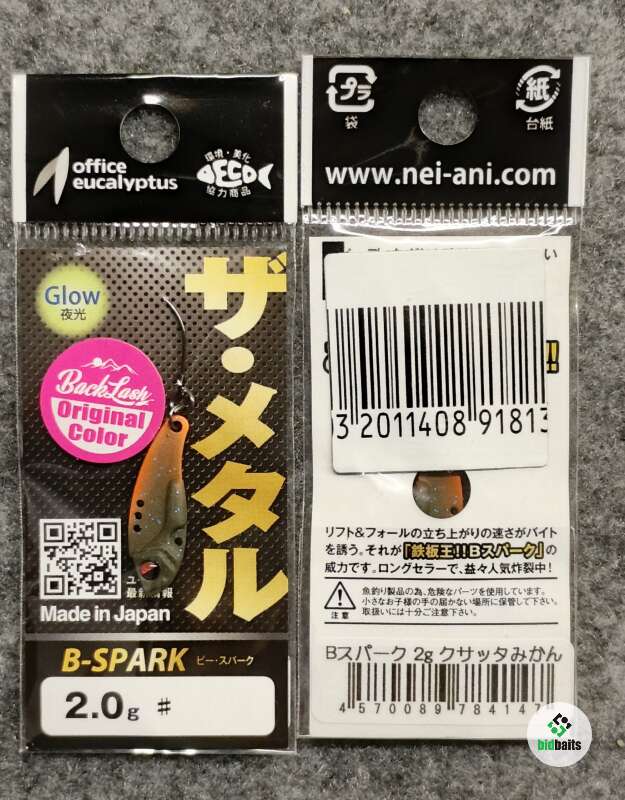 office
eucalyptus
環境・美化
ECO
協力商品
Glow
夜光
ザ・メタル
BackLash
Original
Color
Made in Japan
B-SPARK ビー・スパーク
2.0g #
プラ
袋
紙
台紙
www.nei-ani.com
3 2011408 91813
リフト&フォールの立ち上がりの速さがバイト
を誘う。それが「鉄板王!!Bスパーク」の
威力です。ロングセラーで、益々人気炸裂中!
注意
魚釣り製品の為、危険なパーツを使用しています。
小さなお子様の手の届かない場所に保管して下さい。
取扱いには十分ご注意下さい。
Bスパーク 2g クサッタみかん
4 570089 78414
bidbaits